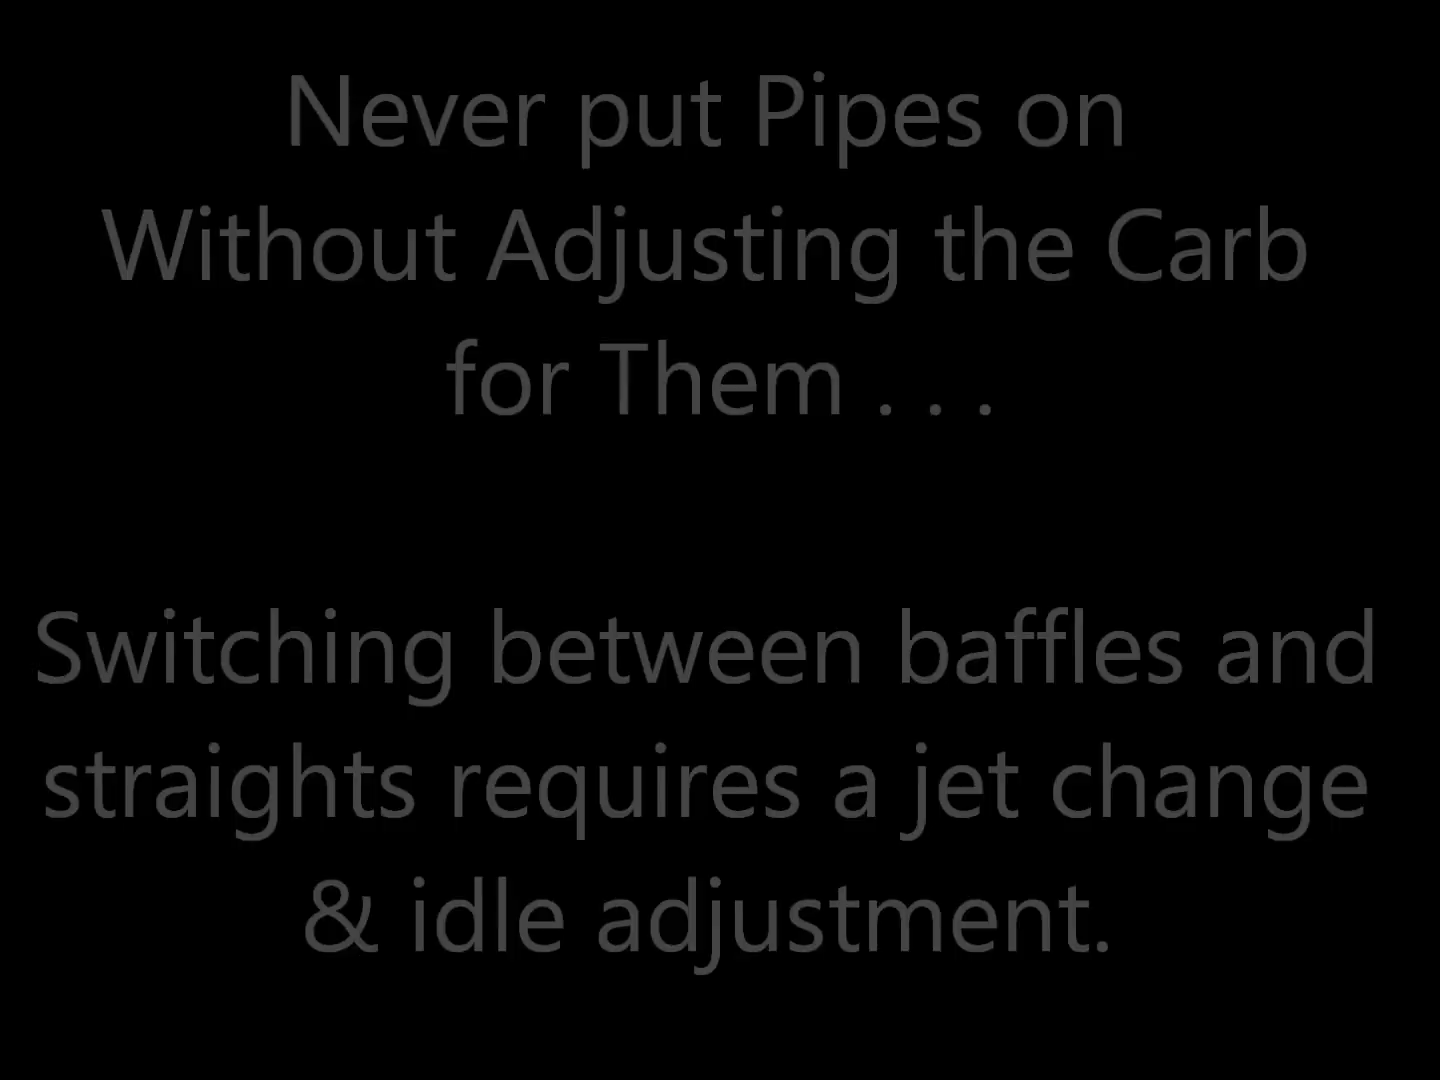 Never put Pipes on
Without Adjusting the Carb
for Them . . .
Switching between baffles and
straights requires a jet change
& idle adjustment.